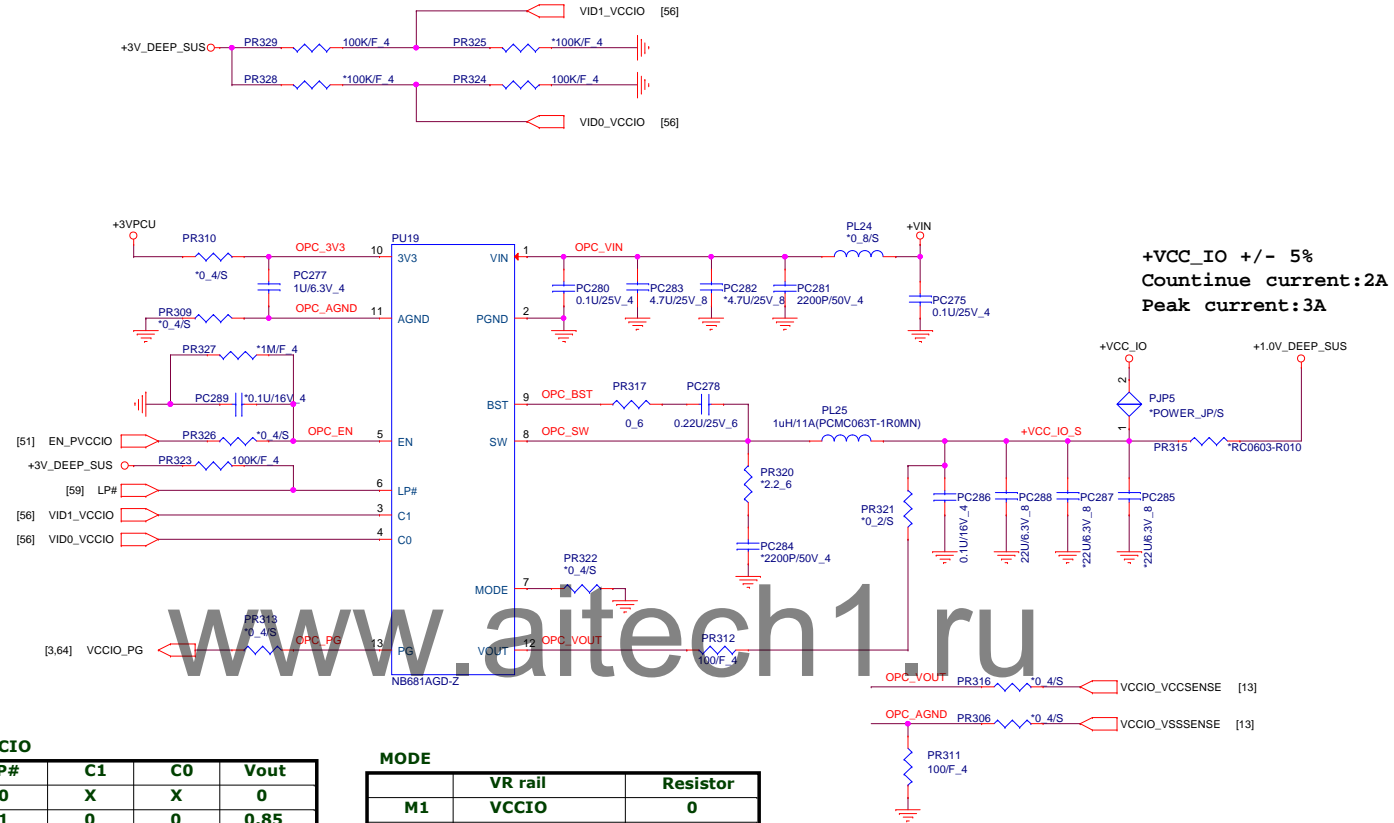 VID1_VCCIO [56]
+3V_DEEP_SUS PR329 100K/F_4 PR325 *100K/F_4
PR328 *100K/F_4 PR324 100K/F_4
VID0_VCCIO [56]
+3VPCU
PR310
*0_4/S
OPC_3V3
10
3V3
PC277
1U/6.3V_4
PR309
*0_4/S
OPC_AGND
11
AGND
PR327 *1M/F_4
PC289 *0.1U/16V_4
[51] EN_PVCCIO PR326 *0_4/S OPC_EN 5 EN
+3V_DEEP_SUS PR323 100K/F_4
[59] LP# 6 LP#
[56] VID1_VCCIO 3 C1
[56] VID0_VCCIO 4 C0
[3,64] VCCIO_PG PR313 *0_4/S OPC_PG 13 PG
PU19
NB681AGD-Z
VIN 1 OPC_VIN
PL24
*0_8/S
+VIN
PC280
0.1U/25V_4
PC283
4.7U/25V_8
PC282
*4.7U/25V_8
PC281
2200P/50V_4
PC275
0.1U/25V_4
PGND 2
BST 9 OPC_BST
PR317
0_6
PC278
0.22U/25V_6
SW 8 OPC_SW
PL25
1uH/11A(PCMC063T-1R0MN)
PR320
*2.2_6
PC284
*2200P/50V_4
MODE 7
PR322
*0_4/S
VOUT 12 OPC_VOUT
PR312
100/F_4
PR321
*0_2/S
+VCC_IO +/- 5%
Countinue current:2A
Peak current:3A
+VCC_IO
+1.0V_DEEP_SUS
2
PJP5
*POWER_JP/S
1
+VCC_IO_S
PR315 *RC0603-R010
PC286
0.1U/16V_4
PC288
22U/6.3V_8
PC287
*22U/6.3V_8
PC285
*22U/6.3V_8
www.aitech1.ru
OPC_VOUT PR316 *0_4/S VCCIO_VCCSENSE [13]
OPC_AGND PR306 *0_4/S VCCIO_VSSSENSE [13]
PR311
100/F_4
CIO
P# C1 C0 Vout
0 X X 0
1 0 0 0.85
MODE
VR rail Resistor
M1 VCCIO 0